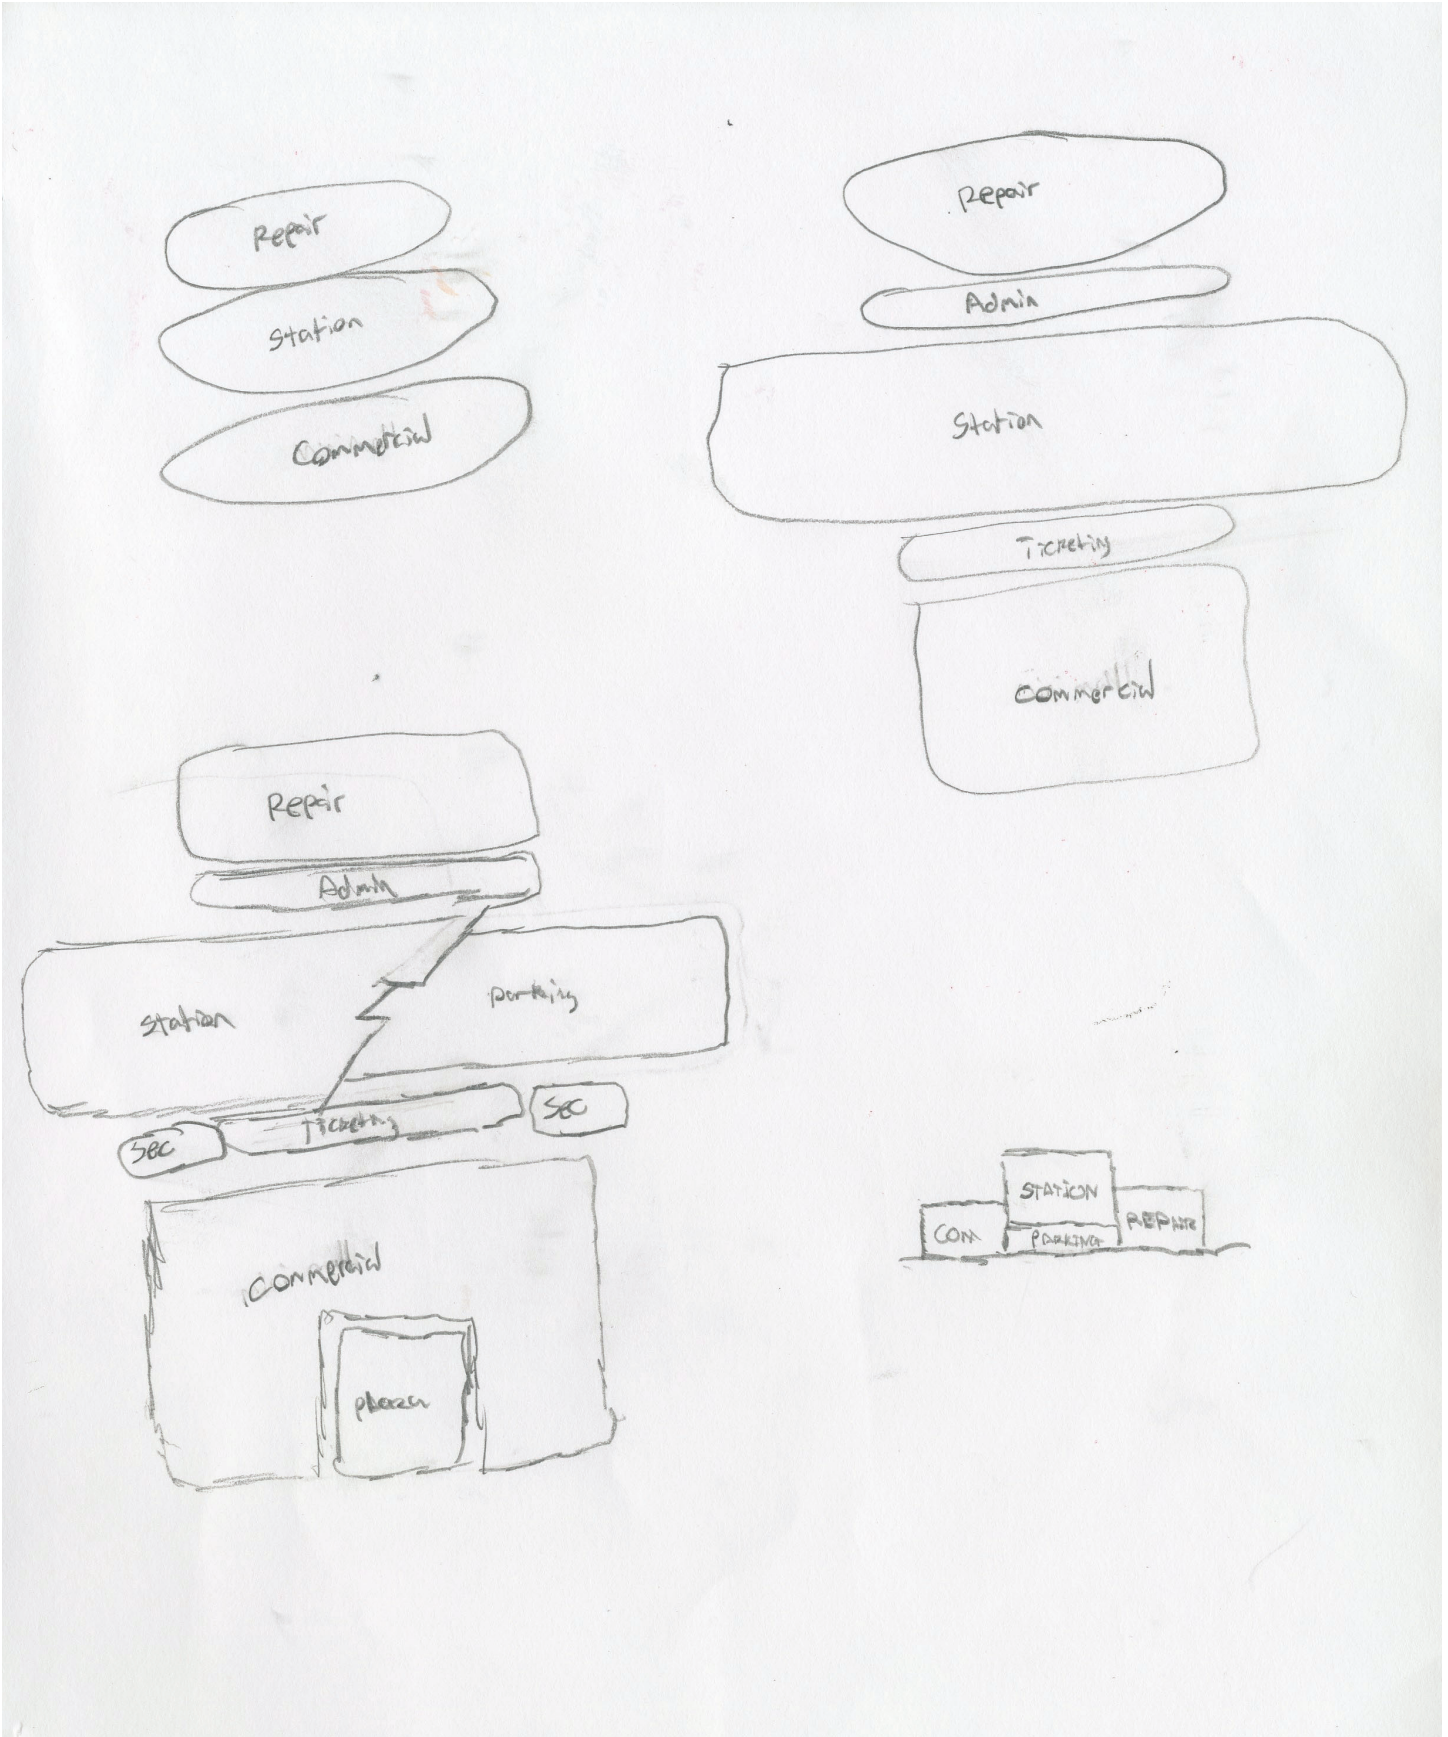 Repair
Station
Commercial
Repair
Admin
Station
Ticketing
Commercial
Repair
Admin
Station
parking
Ticketing
Sec
Sec
Commercial
plaza
STATION
COM
PARKING
REPAIR